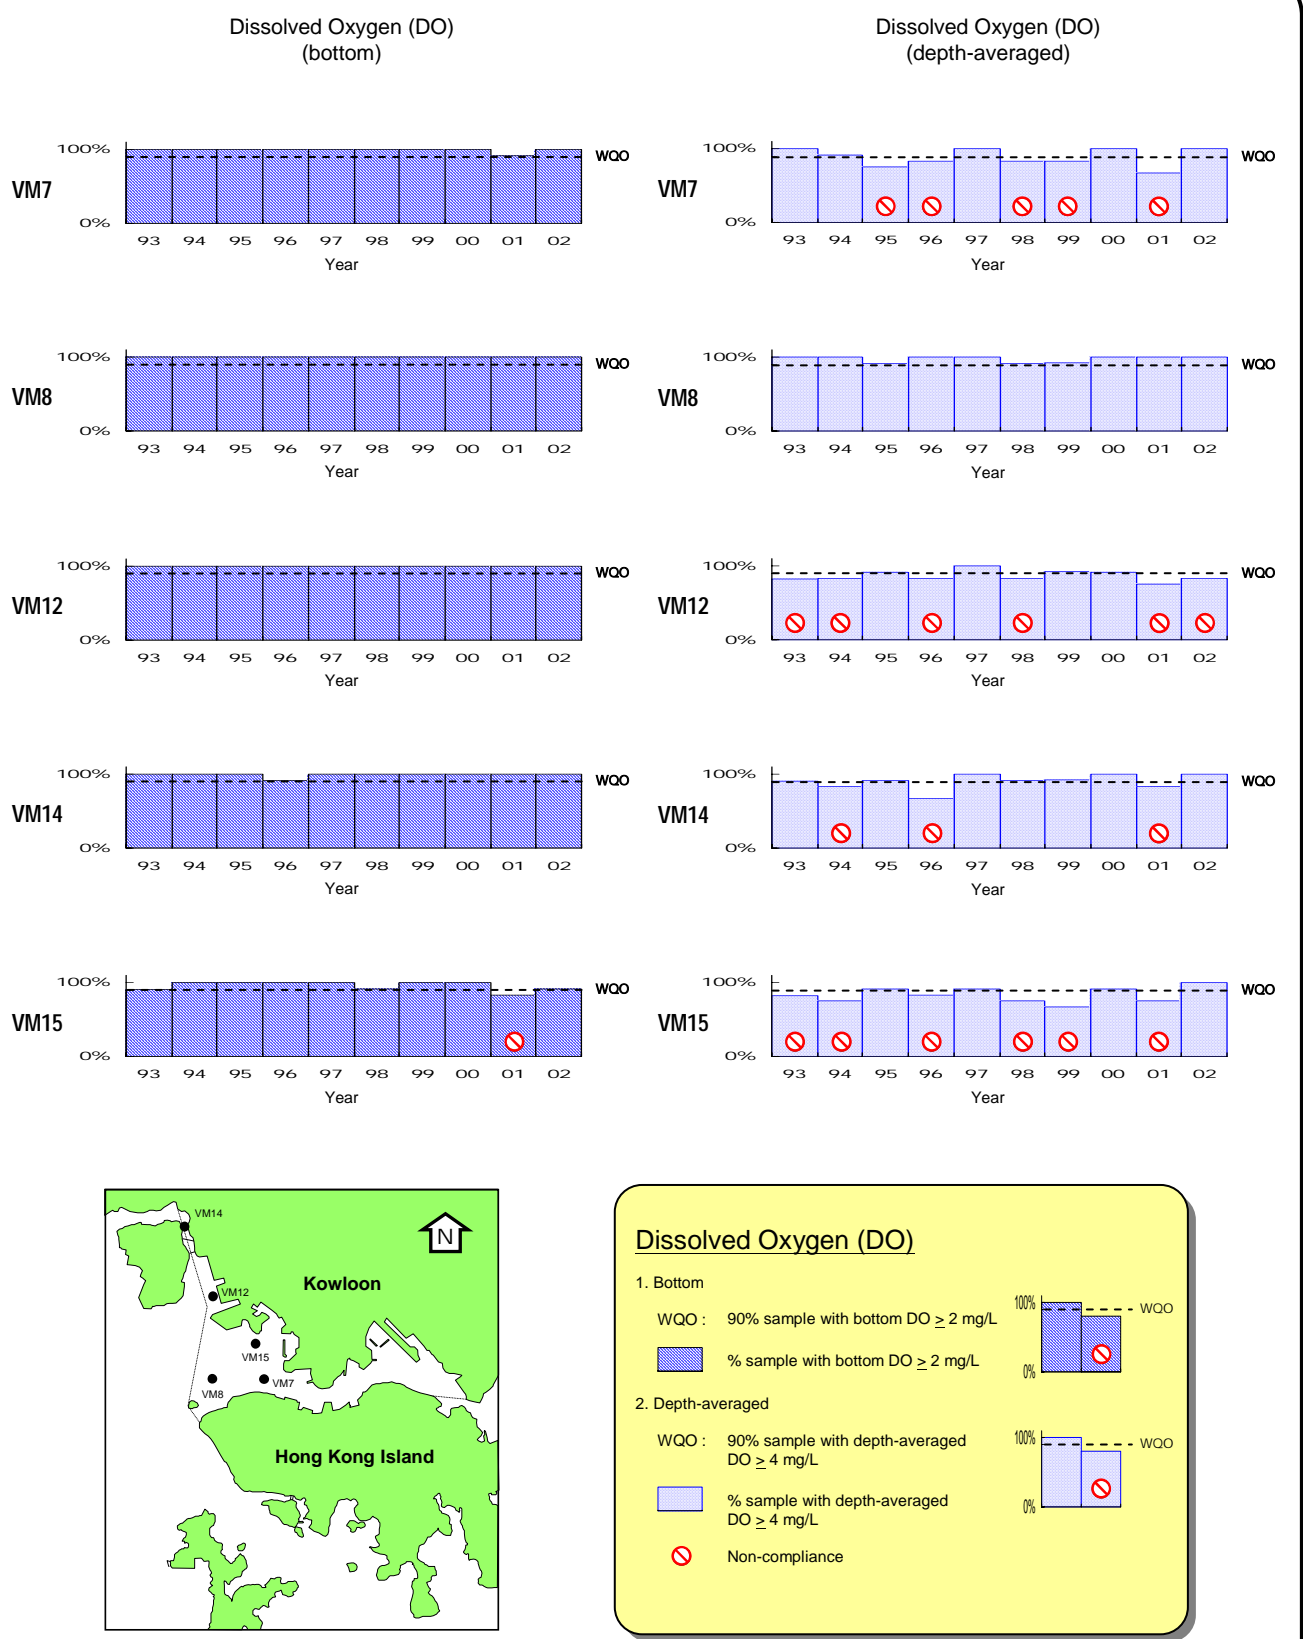 Dissolved Oxygen (DO)
(bottom)
Dissolved Oxygen (DO)
(depth-averaged)
VM7
100%
0%
WQO
93 94 95 96 97 98 99 00 01 02
Year
VM7
100%
0%
WQO
93 94 95 96 97 98 99 00 01 02
Year
VM8
100%
0%
WQO
93 94 95 96 97 98 99 00 01 02
Year
VM8
100%
0%
WQO
93 94 95 96 97 98 99 00 01 02
Year
VM12
100%
0%
WQO
93 94 95 96 97 98 99 00 01 02
Year
VM12
100%
0%
WQO
93 94 95 96 97 98 99 00 01 02
Year
VM14
100%
0%
93 94 95 96 97 98 99 00 01 02
WQO
Year
VM14
100%
0%
WQO
93 94 95 96 97 98 99 00 01 02
Year
VM15
100%
0%
WQO
93 94 95 96 97 98 99 00 01 02
Year
VM15
100%
0%
WQO
93 94 95 96 97 98 99 00 01 02
Year
VM14
N
Kowloon
VM12
VM15
VM8
VM7
Hong Kong Island
Dissolved Oxygen (DO)
1. Bottom
WQO : 90% sample with bottom DO ≥ 2 mg/L
% sample with bottom DO ≥ 2 mg/L
100%
0%
WQO
2. Depth-averaged
WQO : 90% sample with depth-averaged
DO ≥ 4 mg/L
% sample with depth-averaged
DO ≥ 4 mg/L
100%
0%
WQO
Non-compliance